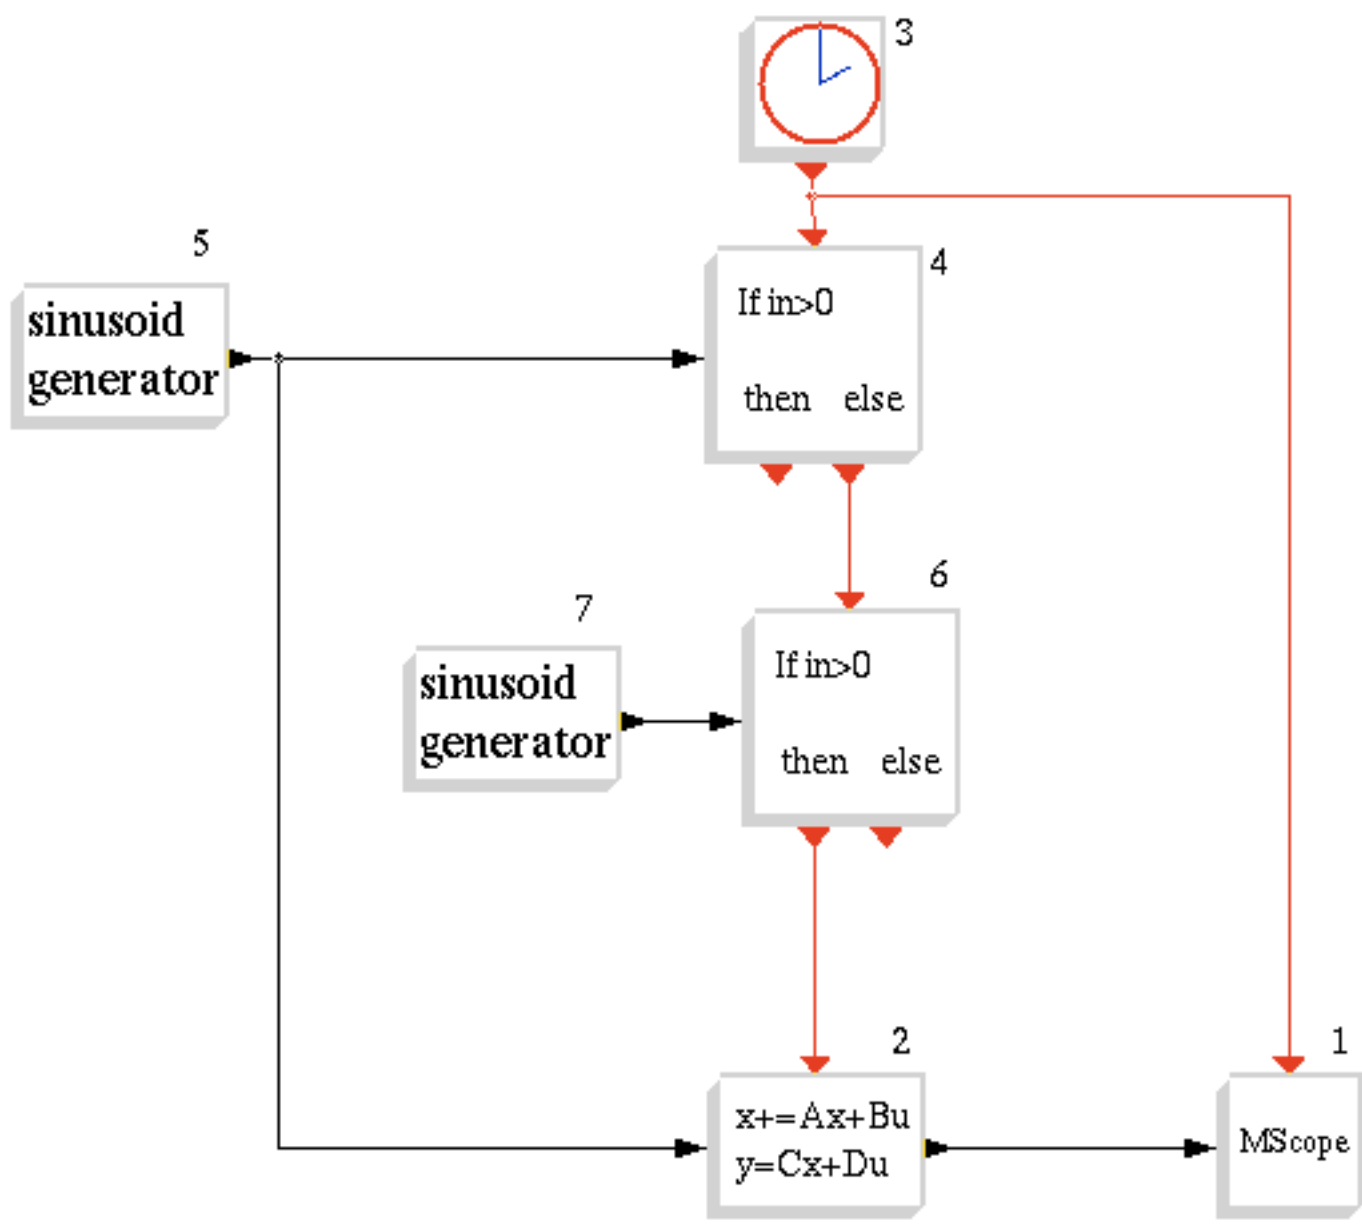 3
5
sinusoid
generator
4
If in>0
then else
6
7
sinusoid
generator
If in>0
then else
2
x+=Ax+Bu
y=Cx+Du
1
MScope